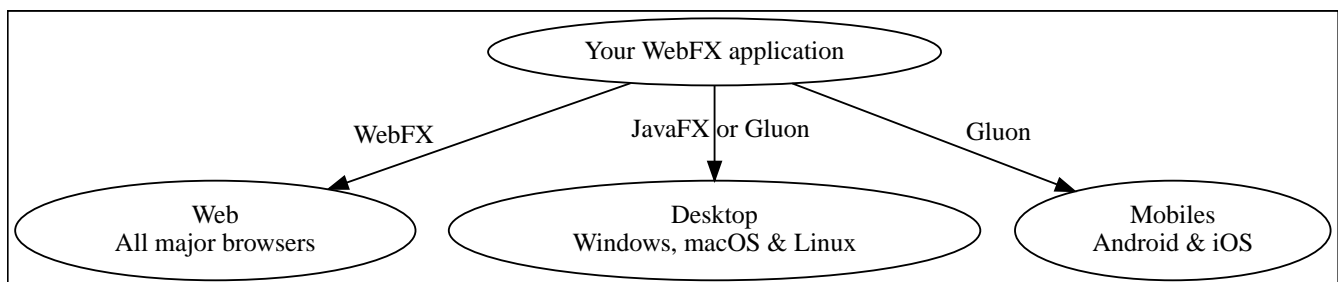 Your WebFX application
WebFX
JavaFX or Gluon
Gluon
Web
All major browsers
Desktop
Windows, macOS & Linux
Mobiles
Android & iOS